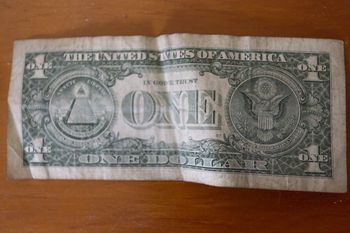 THE UNITED STATES OF AMERICA
ONE
ONE
1
1
IN GOD WE TRUST
ONE
ONE
ONE
1
1
ONE DOLLAR